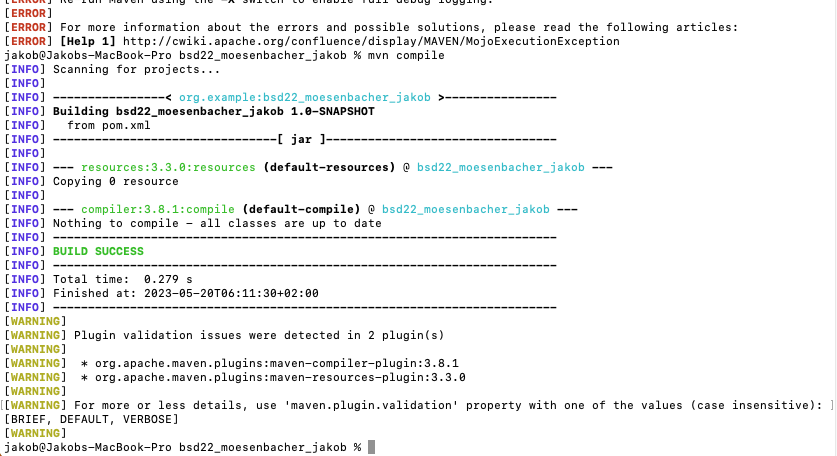 [ERROR] Re-run Maven using the -X switch to enable full debug logging.
[ERROR]
[ERROR] For more information about the errors and possible solutions, please read the following articles:
[ERROR] [Help 1] http://cwiki.apache.org/confluence/display/MAVEN/MojoExecutionException
jakob@Jakobs-MacBook-Pro bsd22_moesenbacher_jakob % mvn compile
[INFO] Scanning for projects...
[INFO]
[INFO] ----------------< org.example:bsd22_moesenbacher_jakob >----------------
[INFO] Building bsd22_moesenbacher_jakob 1.0-SNAPSHOT
[INFO]   from pom.xml
[INFO] --------------------------------[ jar ]---------------------------------
[INFO]
[INFO] --- resources:3.3.0:resources (default-resources) @ bsd22_moesenbacher_jakob ---
[INFO] Copying 0 resource
[INFO]
[INFO] --- compiler:3.8.1:compile (default-compile) @ bsd22_moesenbacher_jakob ---
[INFO] Nothing to compile - all classes are up to date
[INFO] ------------------------------------------------------------------------
[INFO] BUILD SUCCESS
[INFO] ------------------------------------------------------------------------
[INFO] Total time:  0.279 s
[INFO] Finished at: 2023-05-20T06:11:30+02:00
[INFO] ------------------------------------------------------------------------
[WARNING]
[WARNING] Plugin validation issues were detected in 2 plugin(s)
[WARNING]
[WARNING]  * org.apache.maven.plugins:maven-compiler-plugin:3.8.1
[WARNING]  * org.apache.maven.plugins:maven-resources-plugin:3.3.0
[WARNING]
[[WARNING] For more or less details, use 'maven.plugin.validation' property with one of the values (case insensitive): ]
[BRIEF, DEFAULT, VERBOSE]
[WARNING]
jakob@Jakobs-MacBook-Pro bsd22_moesenbacher_jakob %